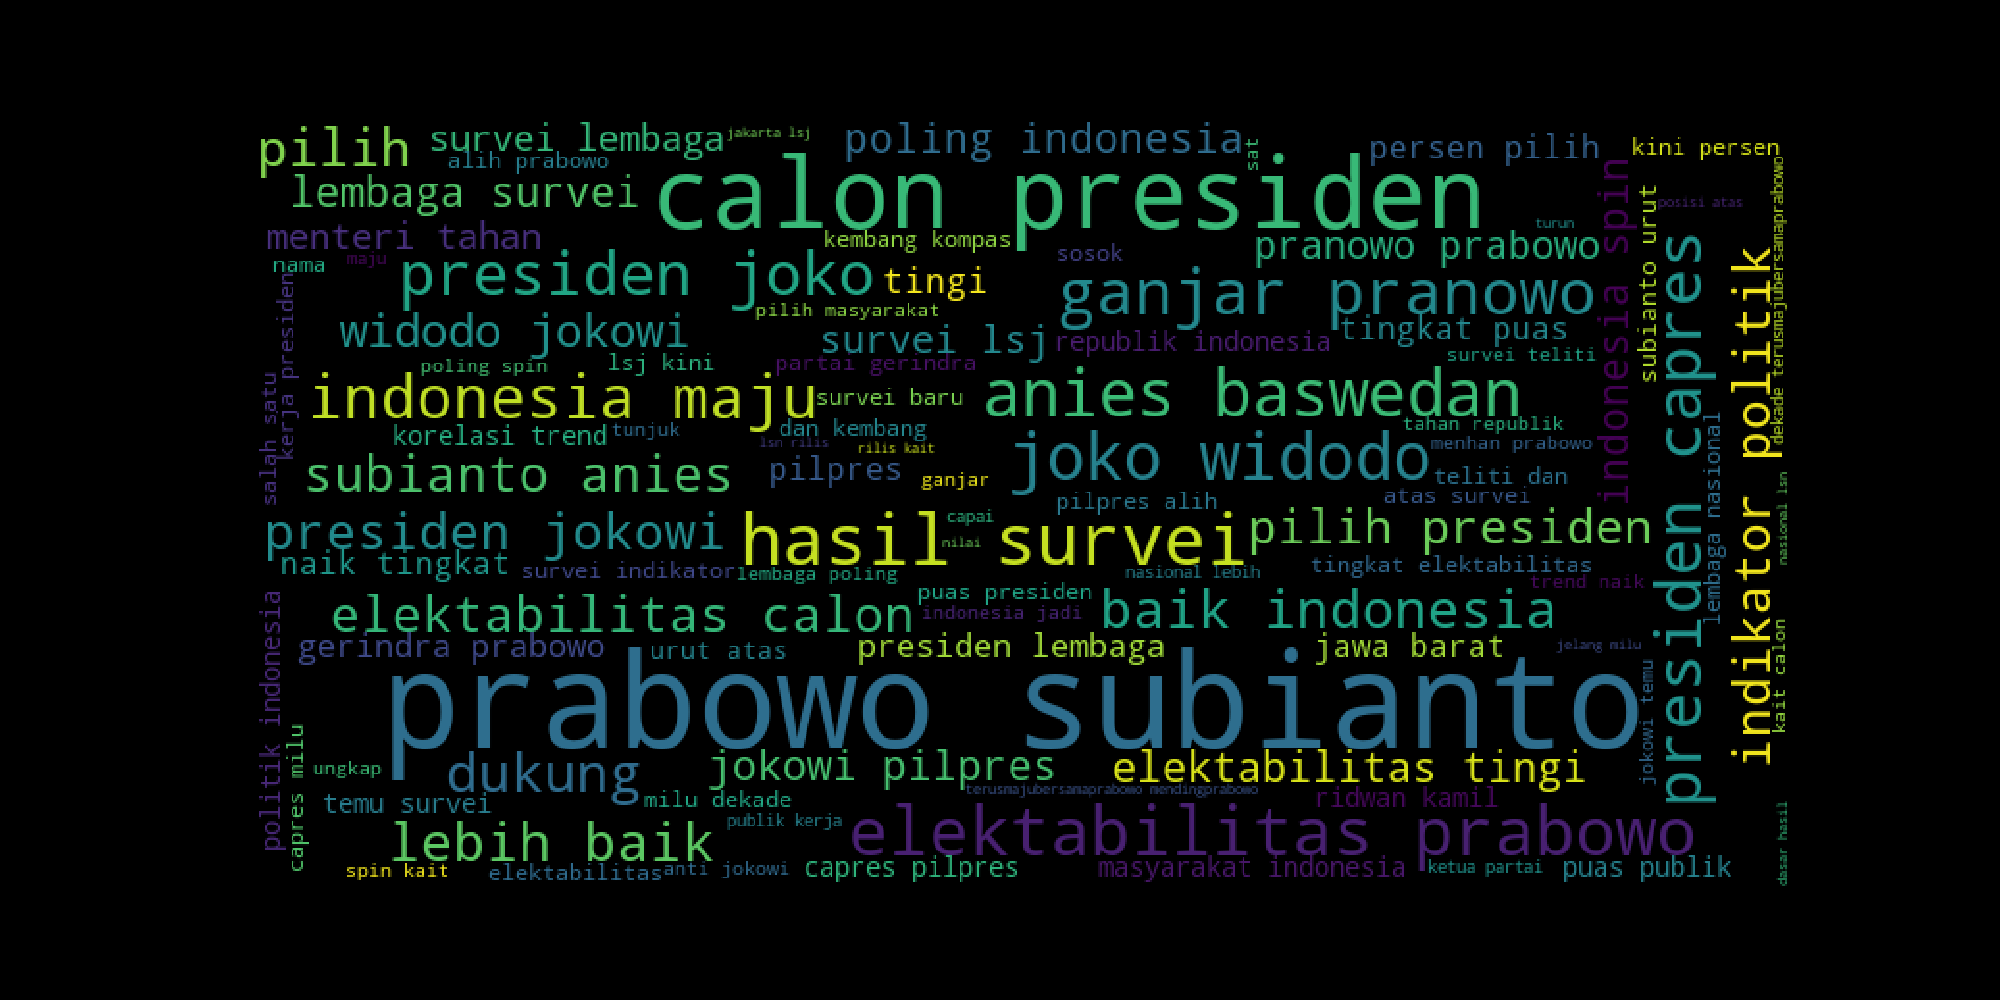 pilih
survei lembaga
jakarta lsj
poling indonesia
sat
persen pilih
kini persen
alih prabowo
lembaga survei
calon presiden
indonesia spin
subianto urut
posisi atas
dekade terusmajubersamaprabowo
menteri tahan
kembang kompas
turun
pranowo prabowo
sosok
nama
maju
presiden joko
tingi
ganjar pranowo
kerja presiden
pilih masyarakat
widodo jokowi
survei lsj
republik indonesia
tingkat puas
survei teliti
poling spin
lsj kini
partai gerindra
presiden capres
indikator politik
salah satu
indonesia maju
survei baru
anies baswedan
korelasi trend
tunjuk
dan kembang
tahan republik
lsn rilis
rilis kait
joko widodo
menhan prabowo
lembaga nasional
subianto anies
pilpres
ganjar
teliti dan
nasional lsn
pilpres alih
atas survei
presiden jokowi
hasil survei
capai
nilai
pilih presiden
naik tingkat
survei indikator
lembaga poling
nasional lebih
tingkat elektabilitas
trend naik
politik indonesia
elektabilitas calon
puas presiden
indonesia jadi
baik indonesia
kait calon
gerindra prabowo
urut atas
presiden lembaga
jawa barat
jelang milu
prabowo subianto
jokowi temu
capres milu
ungkap
dukung
jokowi pilpres
elektabilitas tingi
temu survei
milu dekade
terusmajubersamaprabowo mendingprabowo
ridwan kamil
dasar hasil
lebih baik
publik kerja
elektabilitas prabowo
spin kait
elektabilitas
anti jokowi
capres pilpres
masyarakat indonesia
ketua partai
puas publik